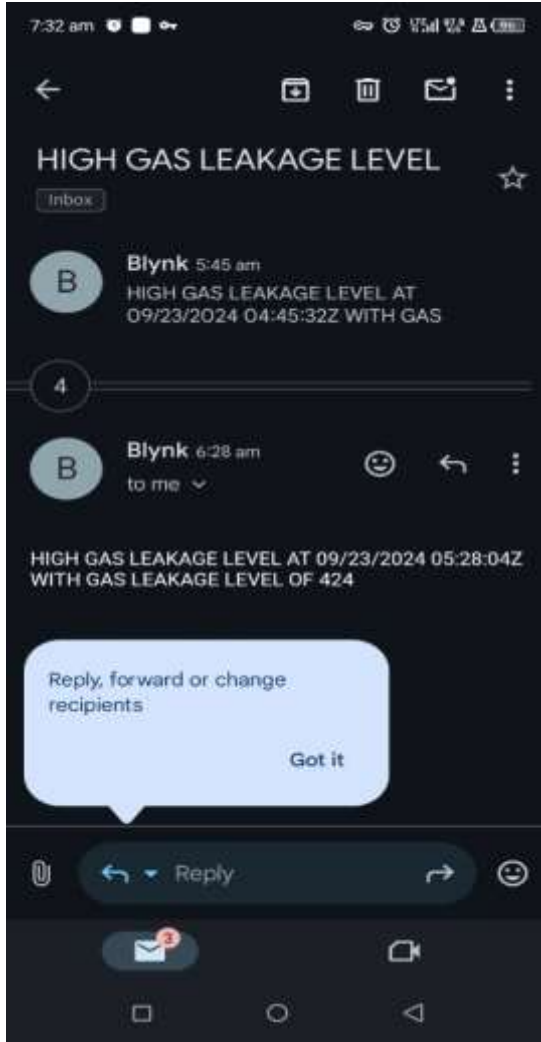 7:32 am
HIGH GAS LEAKAGE LEVEL
Inbox
B
Blynk 5:45 am
HIGH GAS LEAKAGE LEVEL AT
09/23/2024 04:45:32Z WITH GAS
4
B
Blynk 6:28 am
to me
HIGH GAS LEAKAGE LEVEL AT 09/23/2024 05:28:04Z
WITH GAS LEAKAGE LEVEL OF 424
Reply, forward or change
recipients
Got it
Reply
3